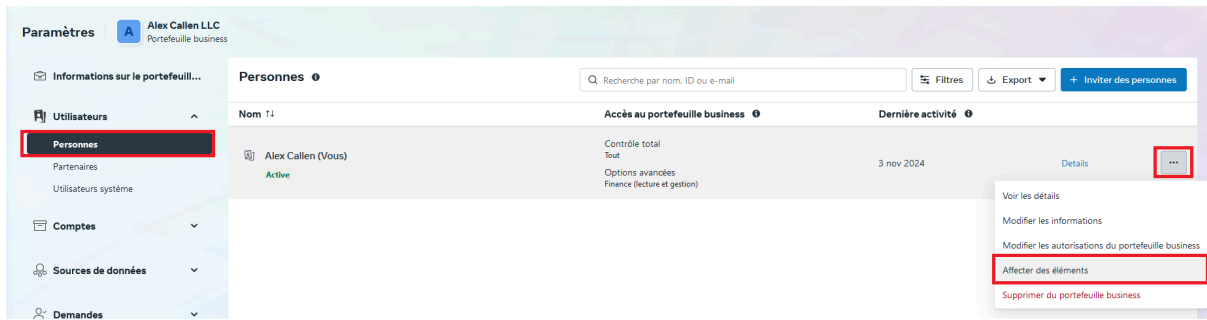 Paramètres
A
Alex Callen LLC
Portefeuille business
Informations sur le portefeuill...
Utilisateurs
Personnes
Partenaires
Utilisateurs système
Comptes
Sources de données
Demandes
Personnes
Recherche par nom, ID ou e-mail
Filtres
Export
+ Inviter des personnes
Nom ↑↓
Accès au portefeuille business
Dernière activité
Alex Callen (Vous)
Active
Contrôle total
Tout
Options avancées
Finance (lecture et gestion)
3 nov 2024
Details
...
Voir les détails
Modifier les informations
Modifier les autorisations du portefeuille business
Affecter des éléments
Supprimer du portefeuille business